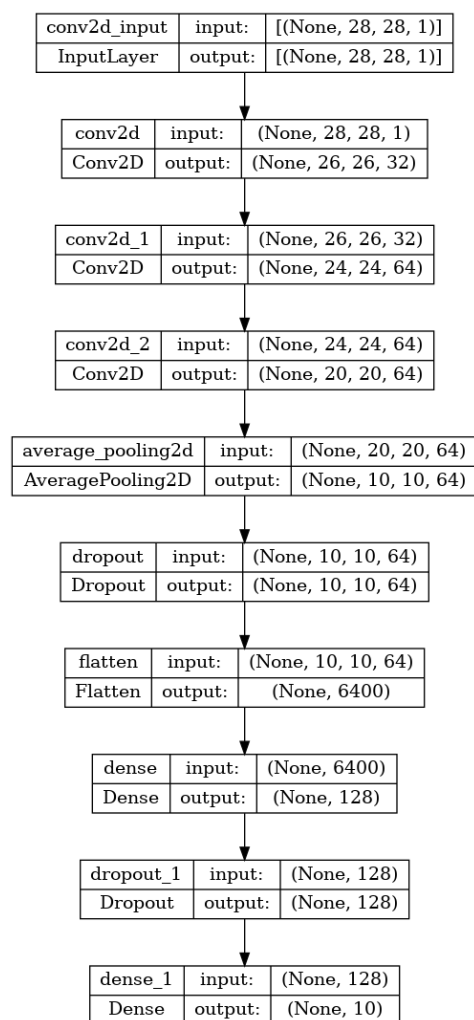 conv2d_input input: [(None, 28, 28, 1)]
InputLayer output: [(None, 28, 28, 1)]
conv2d input: (None, 28, 28, 1)
Conv2D output: (None, 26, 26, 32)
conv2d_1 input: (None, 26, 26, 32)
Conv2D output: (None, 24, 24, 64)
conv2d_2 input: (None, 24, 24, 64)
Conv2D output: (None, 20, 20, 64)
average_pooling2d input: (None, 20, 20, 64)
AveragePooling2D output: (None, 10, 10, 64)
dropout input: (None, 10, 10, 64)
Dropout output: (None, 10, 10, 64)
flatten input: (None, 10, 10, 64)
Flatten output: (None, 6400)
dense input: (None, 6400)
Dense output: (None, 128)
dropout_1 input: (None, 128)
Dropout output: (None, 128)
dense_1 input: (None, 128)
Dense output: (None, 10)